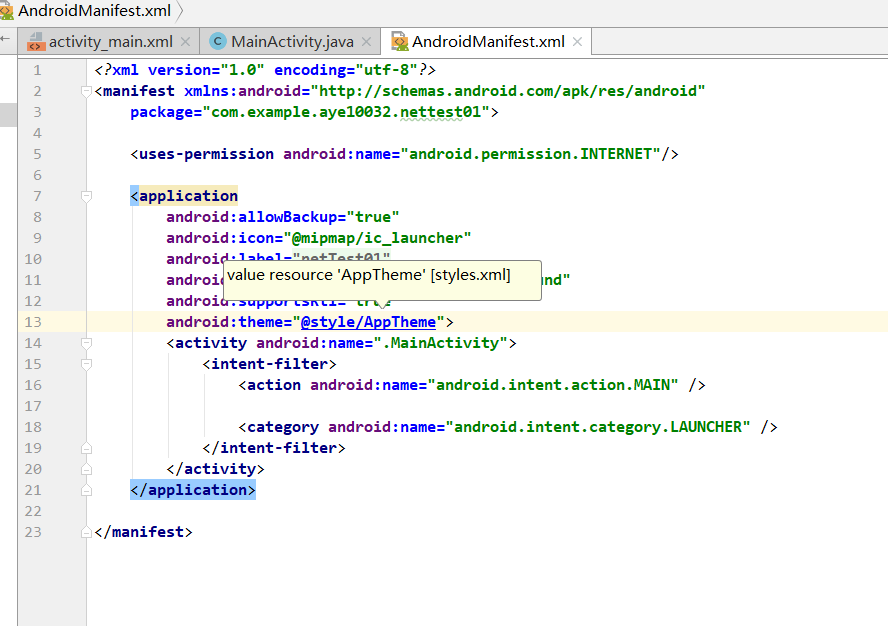 AndroidManifest.xml
activity_main.xml MainActivity.java AndroidManifest.xml
1 <?xml version="1.0" encoding="utf-8"?>
2 <manifest xmlns:android="http://schemas.android.com/apk/res/android"
3 package="com.example.aye10032.nettest01">
4
5 <uses-permission android:name="android.permission.INTERNET"/>
6
7 <application
8 android:allowBackup="true"
9 android:icon="@mipmap/ic_launcher"
10 android:label="netTest01"
value resource 'AppTheme' [styles.xml]
11 androi nd"
12 android:supportsRtl="true"
13 android:theme="@style/AppTheme">
14 <activity android:name=".MainActivity">
15 <intent-filter>
16 <action android:name="android.intent.action.MAIN" />
17
18 <category android:name="android.intent.category.LAUNCHER" />
19 </intent-filter>
20 </activity>
21 </application>
22
23 </manifest>